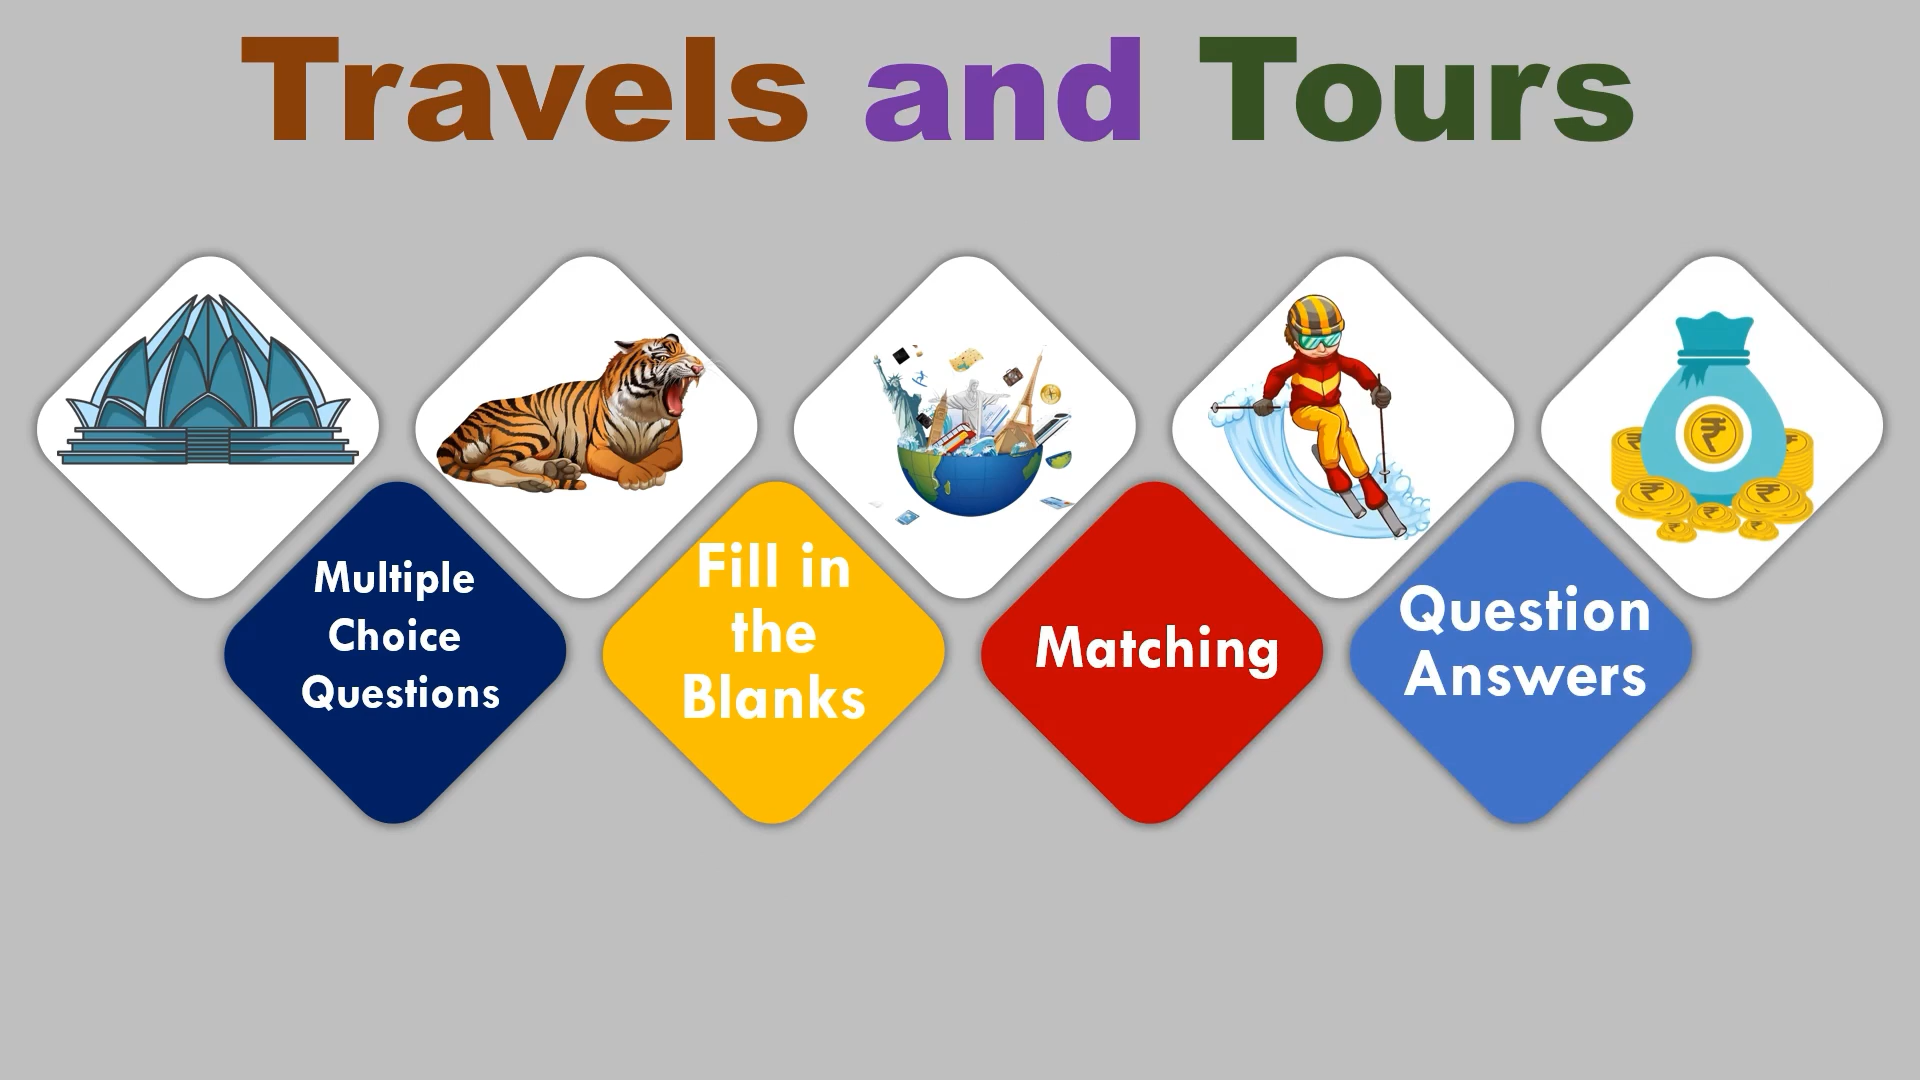 Travels and Tours
Multiple
Choice
Questions
Fill in
the
Blanks
Matching
Question
Answers